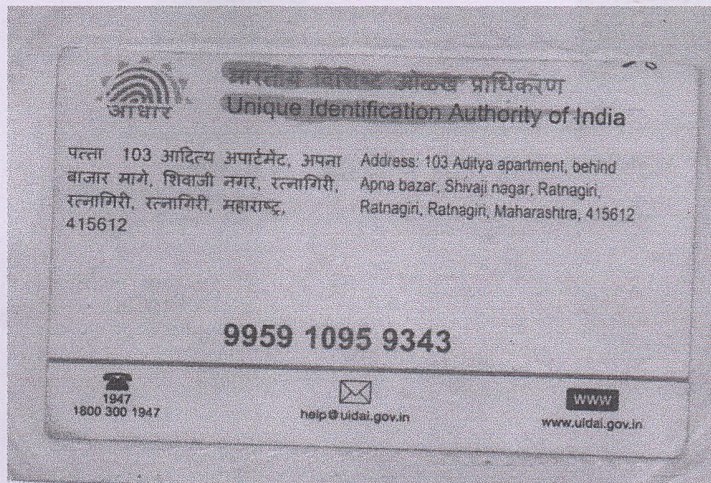 आधार
भारतीय विशिष्ट ओळख प्राधिकरण
Unique Identification Authority of India
पत्ता 103 आदित्य अपार्टमेंट, अपना
बाजार मागे, शिवाजी नगर, रत्नागिरी,
रत्नागिरी, रत्नागिरी, महाराष्ट्र,
415612
Address: 103 Aditya apartment, behind
Apna bazar, Shivaji nagar, Ratnagiri,
Ratnagiri, Ratnagiri, Maharashtra, 415612
9959 1095 9343
1947
1800 300 1947
help@uidai.gov.in
www
www.uidai.gov.in